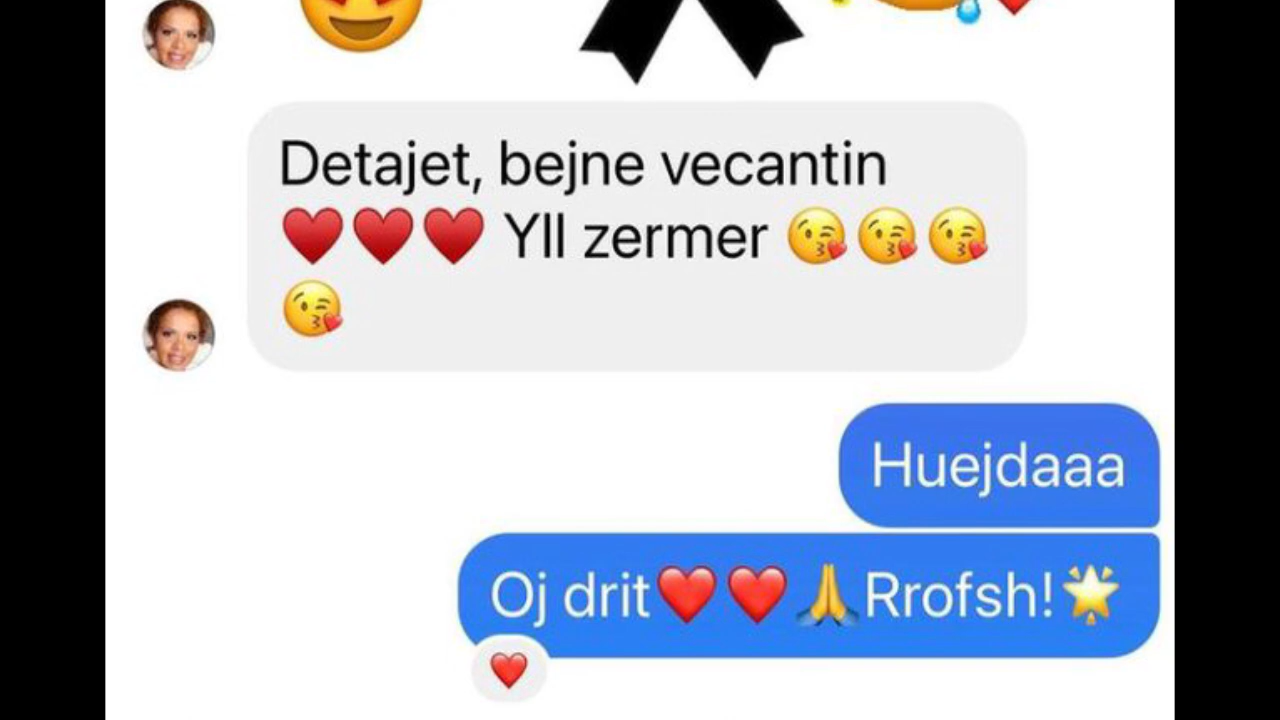 Detajet, bejne vecantin
♥️♥️♥️ Yll zermer 😘😘😘
😘
Huejdaaa
Oj drit❤️❤️🙏Rrofsh!🌟